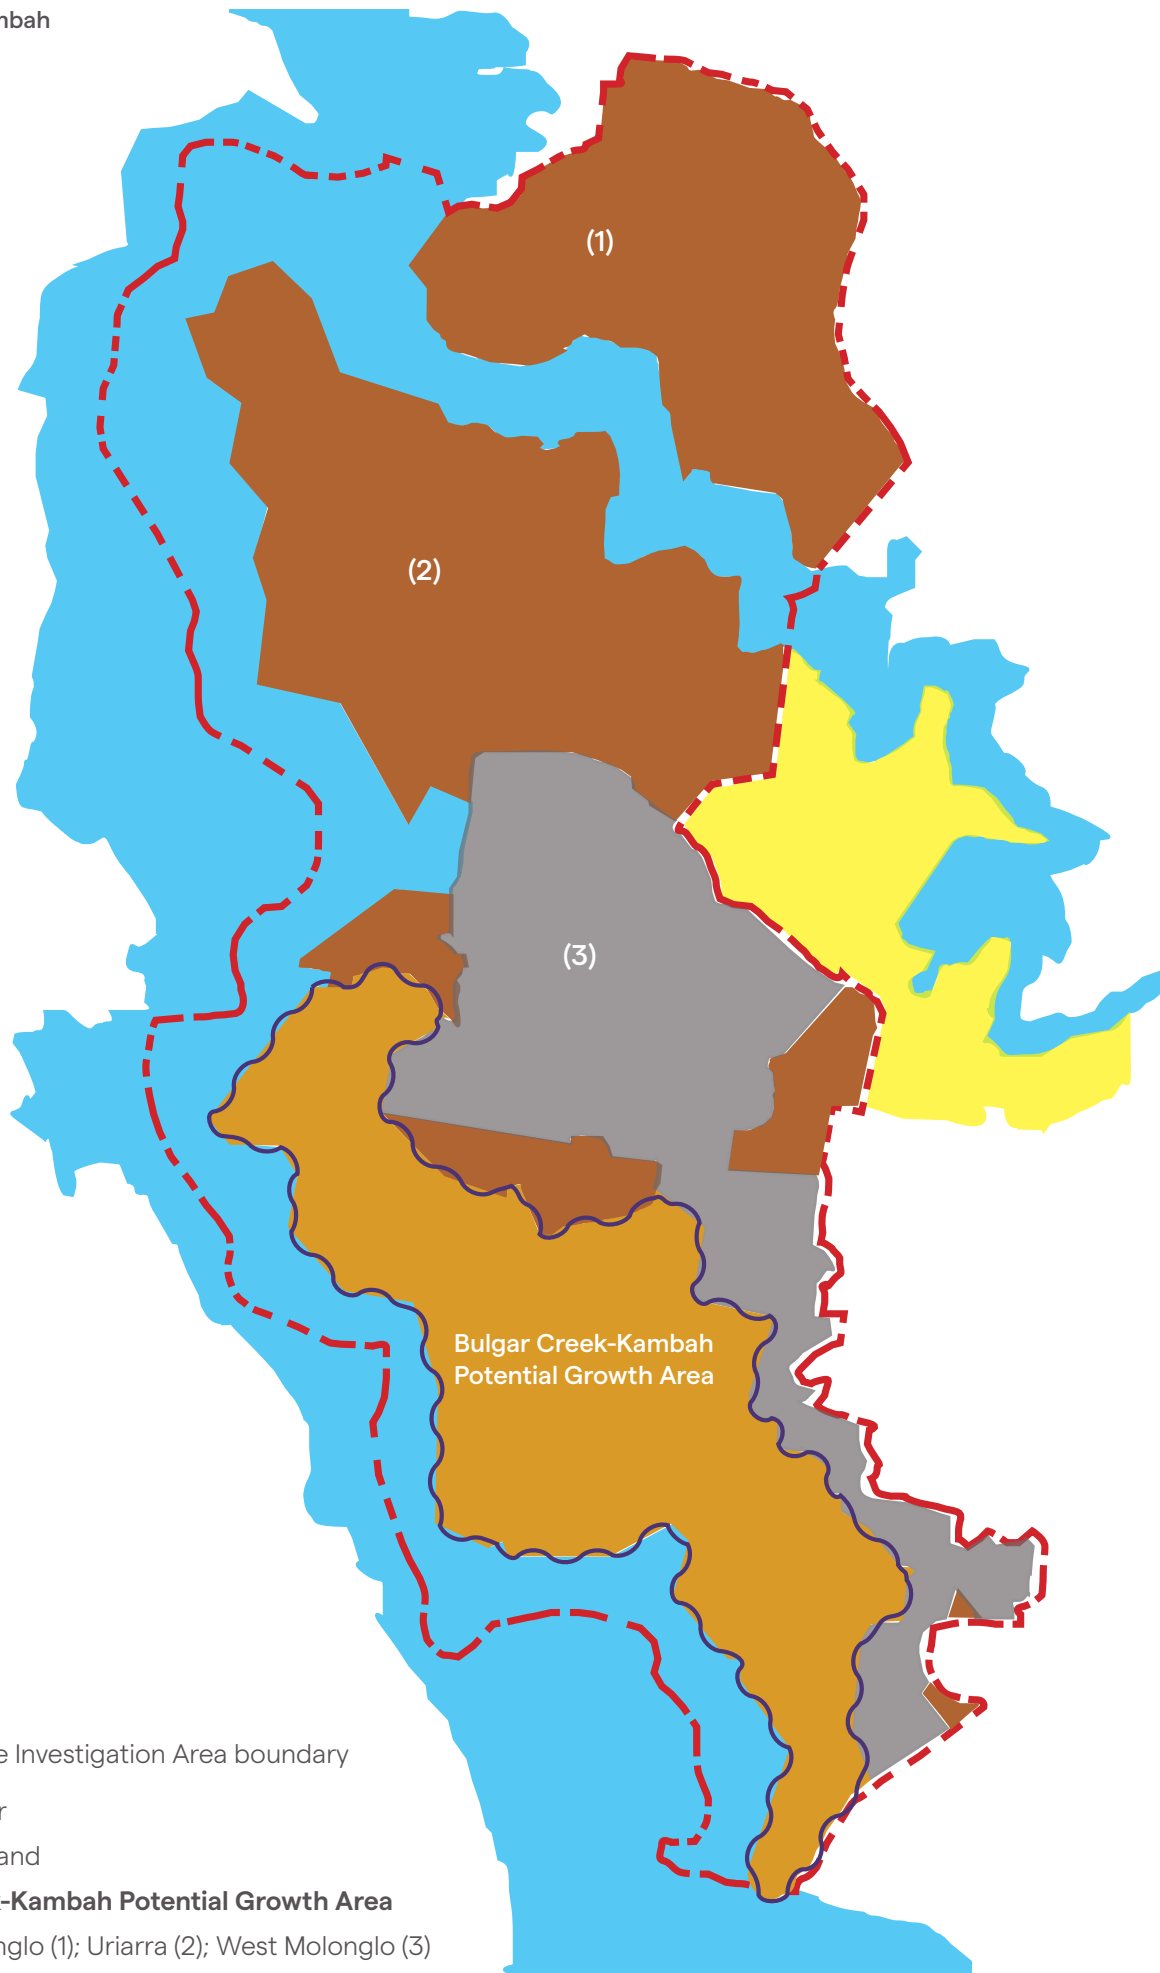 mbah
(1)
(2)
(3)
Bulgar Creek-Kambah
Potential Growth Area
e Investigation Area boundary
r
and
-Kambah Potential Growth Area
nglo (1); Uriarra (2); West Molonglo (3)